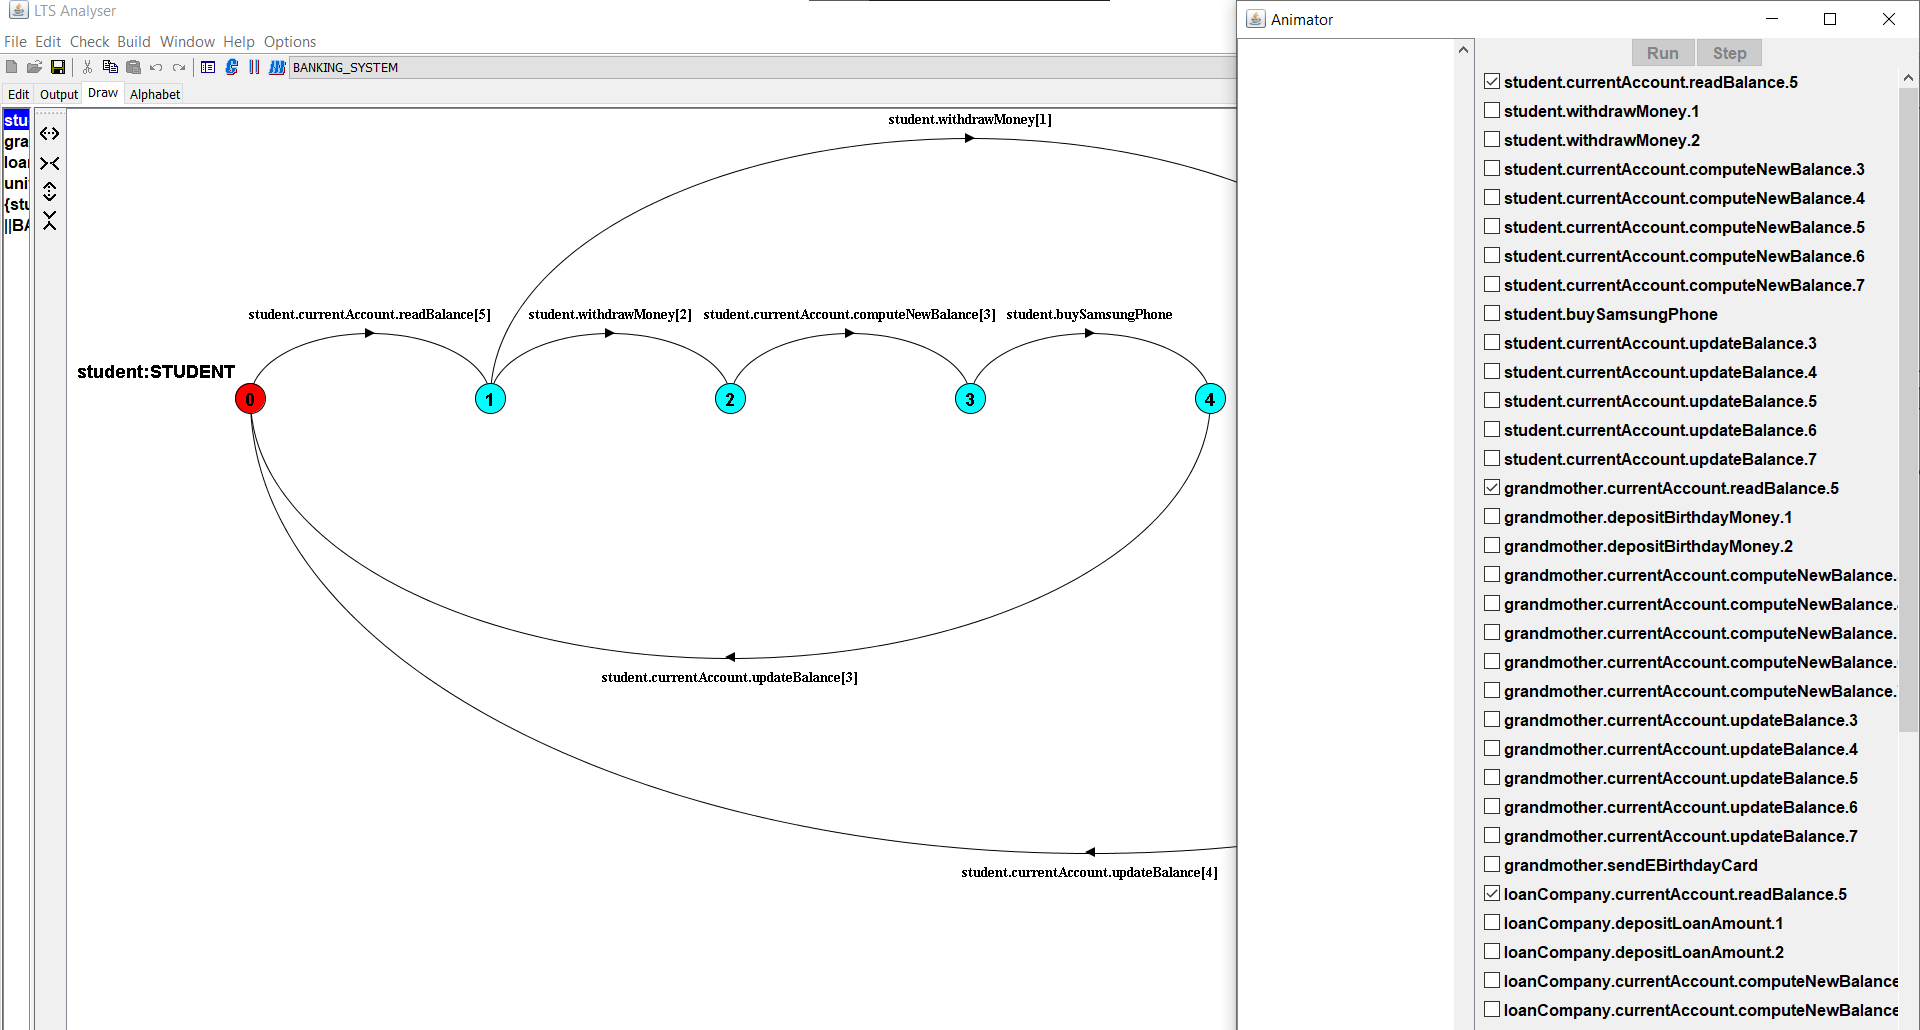 LTS Analyser
File Edit Check Build Window Help Options
BANKING_SYSTEM
Edit Output Draw Alphabet
stu
gra
loai
uni
{stu
||BA
student.withdrawMoney[1]
student.currentAccount.readBalance[5]
student.withdrawMoney[2]
student.currentAccount.computeNewBalance[3]
student.buySamsungPhone
student:STUDENT
0
1
2
3
4
student.currentAccount.updateBalance[3]
student.currentAccount.updateBalance[4]
Animator
Run Step
student.currentAccount.readBalance.5
student.withdrawMoney.1
student.withdrawMoney.2
student.currentAccount.computeNewBalance.3
student.currentAccount.computeNewBalance.4
student.currentAccount.computeNewBalance.5
student.currentAccount.computeNewBalance.6
student.currentAccount.computeNewBalance.7
student.buySamsungPhone
student.currentAccount.updateBalance.3
student.currentAccount.updateBalance.4
student.currentAccount.updateBalance.5
student.currentAccount.updateBalance.6
student.currentAccount.updateBalance.7
grandmother.currentAccount.readBalance.5
grandmother.depositBirthdayMoney.1
grandmother.depositBirthdayMoney.2
grandmother.currentAccount.computeNewBalance.
grandmother.currentAccount.computeNewBalance.
grandmother.currentAccount.computeNewBalance.
grandmother.currentAccount.computeNewBalance.
grandmother.currentAccount.computeNewBalance.
grandmother.currentAccount.updateBalance.3
grandmother.currentAccount.updateBalance.4
grandmother.currentAccount.updateBalance.5
grandmother.currentAccount.updateBalance.6
grandmother.currentAccount.updateBalance.7
grandmother.sendEBirthdayCard
loanCompany.currentAccount.readBalance.5
loanCompany.depositLoanAmount.1
loanCompany.depositLoanAmount.2
loanCompany.currentAccount.computeNewBalance
loanCompany.currentAccount.computeNewBalance